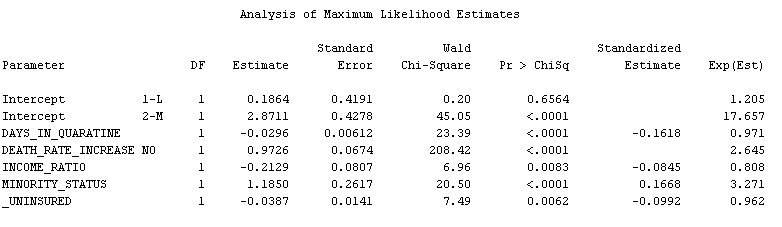 Analysis of Maximum Likelihood Estimates
Standard Wald Standardized
Parameter DF Estimate Error Chi-Square Pr > ChiSq Estimate Exp(Est)
Intercept 1-L 1 0.1864 0.4191 0.20 0.6564 1.205
Intercept 2-M 1 2.8711 0.4278 45.05 <.0001 17.657
DAYS_IN_QUARATINE 1 -0.0296 0.00612 23.39 <.0001 -0.1618 0.971
DEATH_RATE_INCREASE NO 1 0.9726 0.0674 208.42 <.0001 2.645
INCOME_RATIO 1 -0.2129 0.0807 6.96 0.0083 -0.0845 0.808
MINORITY_STATUS 1 1.1850 0.2617 20.50 <.0001 0.1668 3.271
_UNINSURED 1 -0.0387 0.0141 7.49 0.0062 -0.0992 0.962